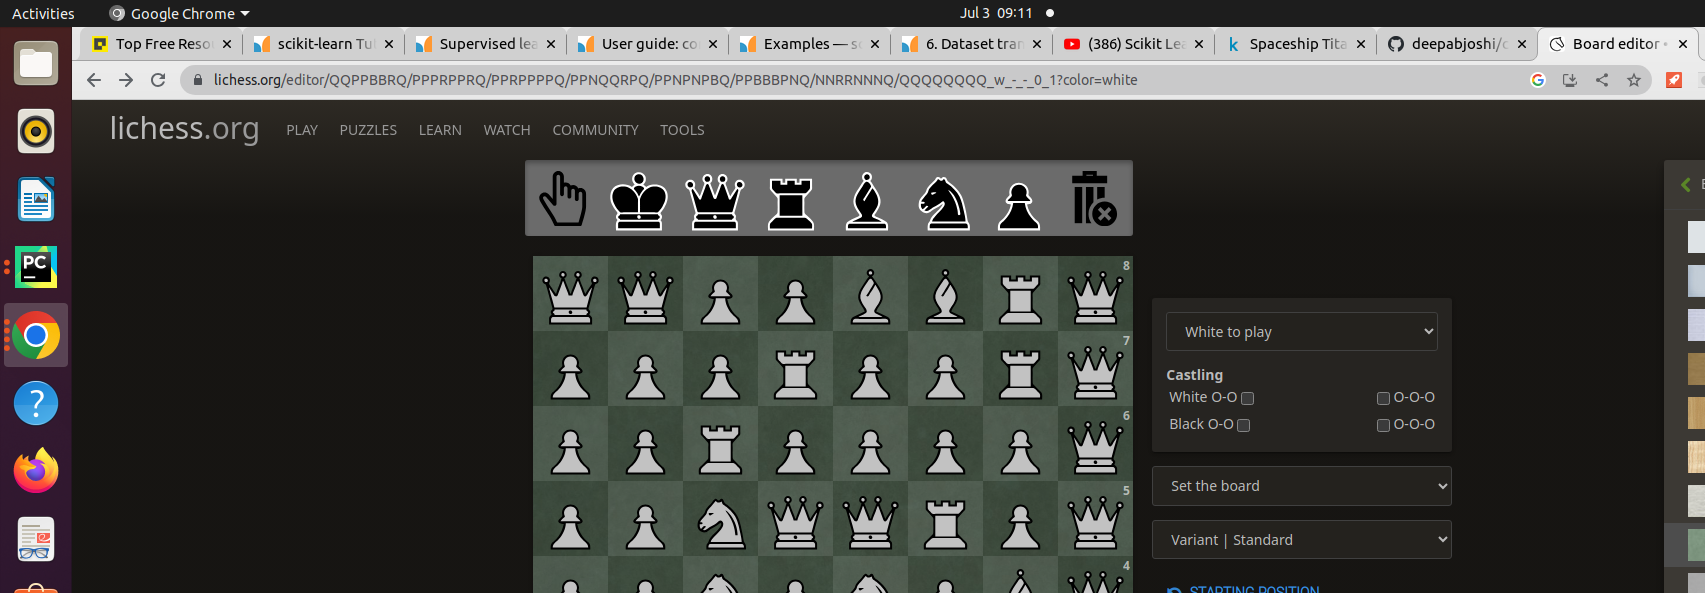 Activities
Google Chrome
Jul 3 09:11
Top Free Reso
scikit-learn Tu
Supervised lea
User guide: co
Examples — s
6. Dataset tran
(386) Scikit Le
Spaceship Tita
deepabjoshi/c
Board editor •
lichess.org/editor/QQPPBBRQ/PPPRPPRQ/PPRPPPPQ/PPNQQRPQ/PPNPNPBQ/PPBBBPNQ/NNRRNNNQ/QQQQQQQQ_w_-_-_0_1?color=white
lichess.org
PLAY
PUZZLES
LEARN
WATCH
COMMUNITY
TOOLS
8
7
6
5
4
White to play
Castling
White O-O
O-O-O
Black O-O
O-O-O
Set the board
Variant | Standard
STARTING POSITION
PC